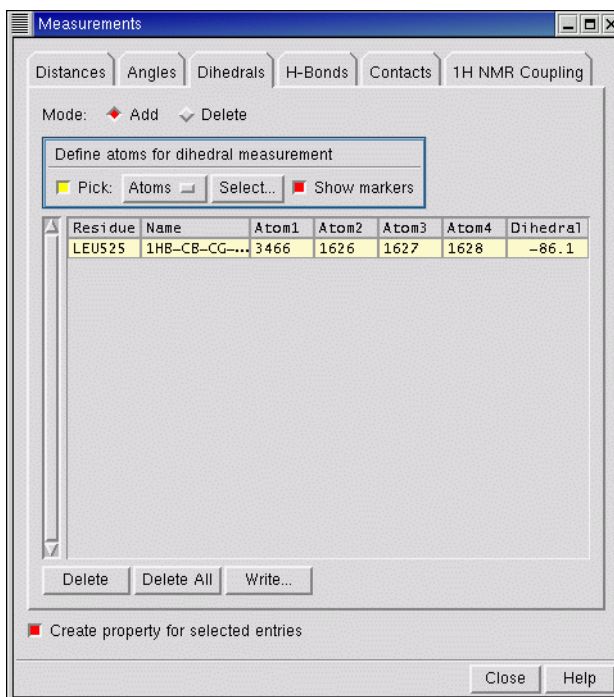 Measurements
Distances Angles Dihedrals H-Bonds Contacts 1H NMR Coupling
Mode: Add Delete
Define atoms for dihedral measurement
Pick: Atoms Select... Show markers
Residue Name Atom1 Atom2 Atom3 Atom4 Dihedral
LEU525 1HB-CB-CG-... 3466 1626 1627 1628 -86.1
Delete Delete All Write...
Create property for selected entries
Close Help